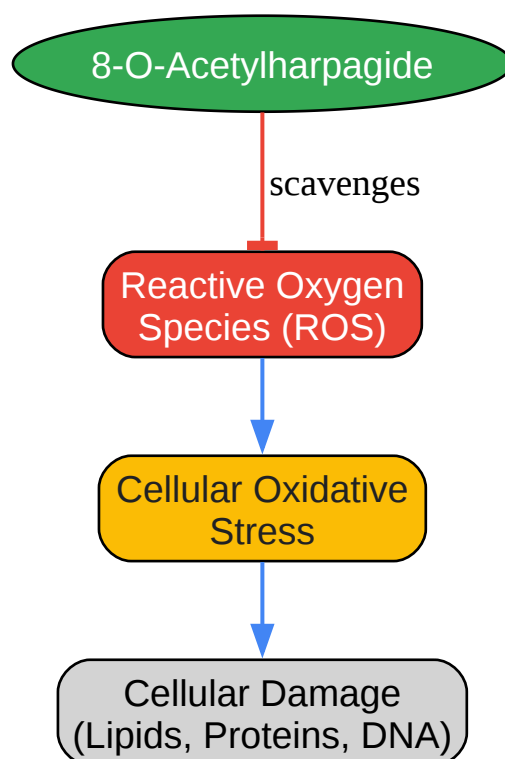 8-O-Acetylharpagide
scavenges
Reactive Oxygen
Species (ROS)
Cellular Oxidative
Stress
Cellular Damage
(Lipids, Proteins, DNA)